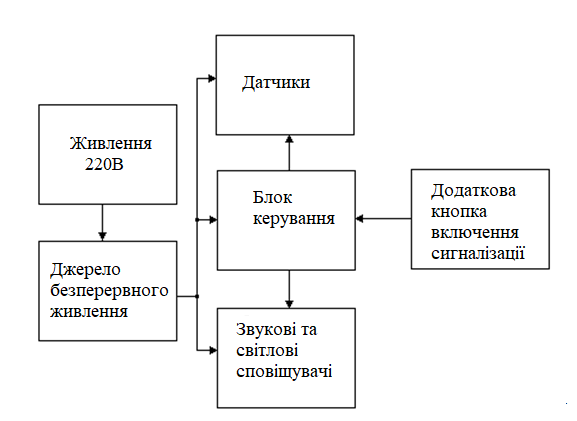 Датчики
Живлення
220В
Блок
керування
Додаткова
кнопка
включення
сигналізації
Джерело
безперервного
живлення
Звукові та
світлові
сповіщувачі